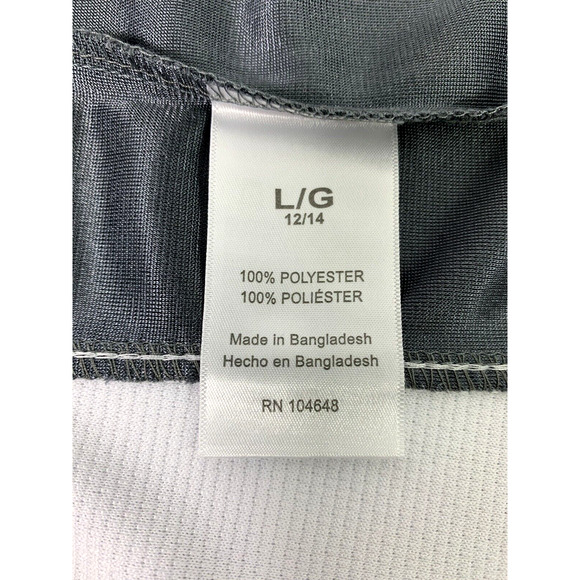 L/G
12/14
100% POLYESTER
100% POLIÉSTER
Made in Bangladesh
Hecho en Bangladesh
RN 104648